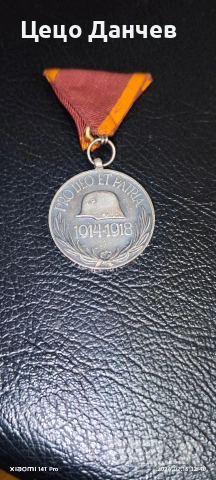 Цецо Данчев
PRO DEO ET PATRIA
1914-1918
XIAOMI 14T Pro